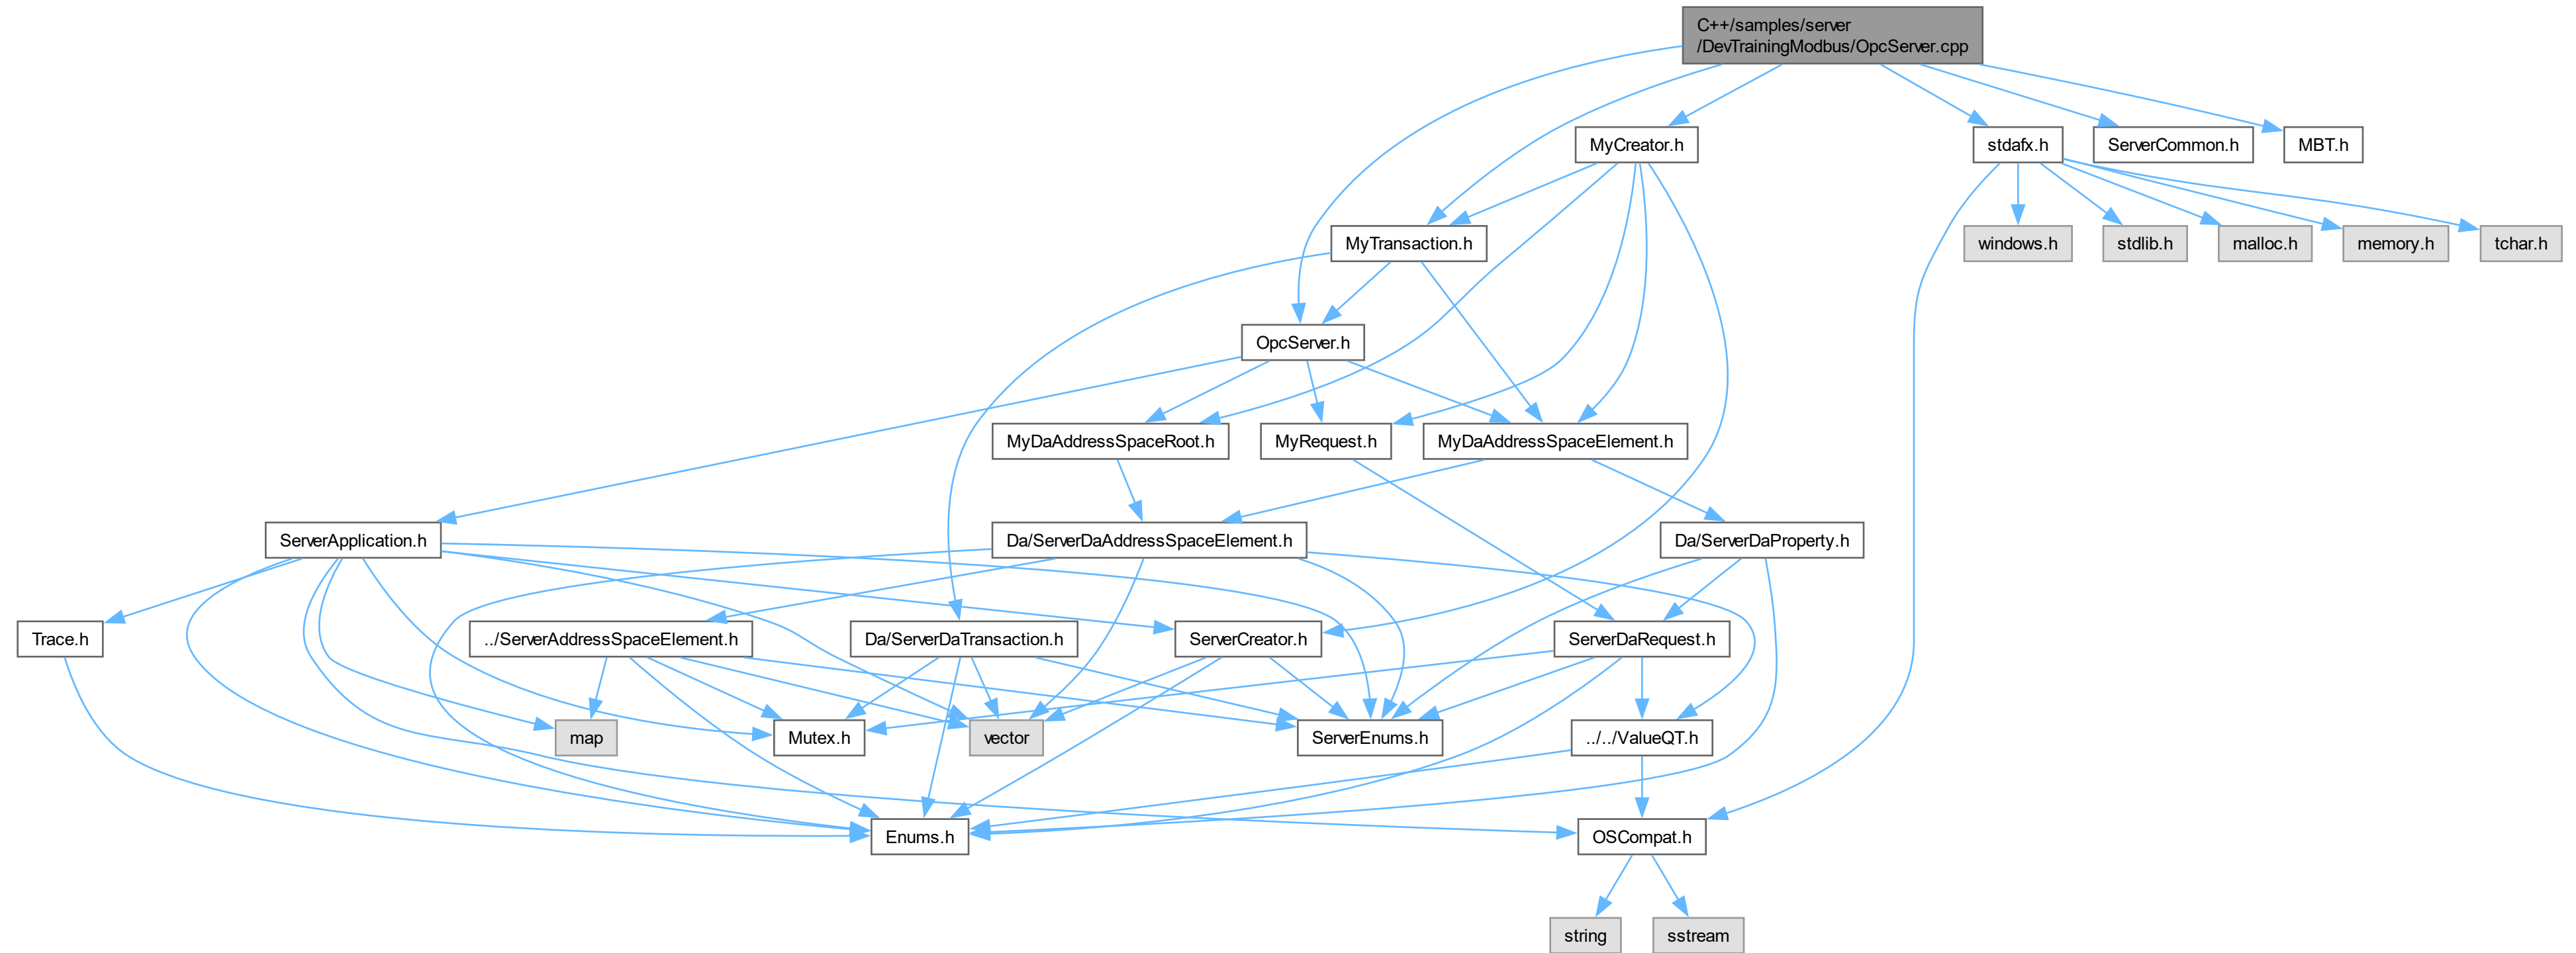 C++/samples/server
/DevTrainingModbus/OpcServer.cpp
MyCreator.h
stdafx.h
ServerCommon.h
MBT.h
MyTransaction.h
windows.h
stdlib.h
malloc.h
memory.h
tchar.h
OpcServer.h
MyDaAddressSpaceRoot.h
MyRequest.h
MyDaAddressSpaceElement.h
ServerApplication.h
Da/ServerDaAddressSpaceElement.h
Da/ServerDaProperty.h
Trace.h
../ServerAddressSpaceElement.h
Da/ServerDaTransaction.h
ServerCreator.h
ServerDaRequest.h
map
Mutex.h
vector
ServerEnums.h
../../ValueQT.h
Enums.h
OSCompat.h
string
sstream